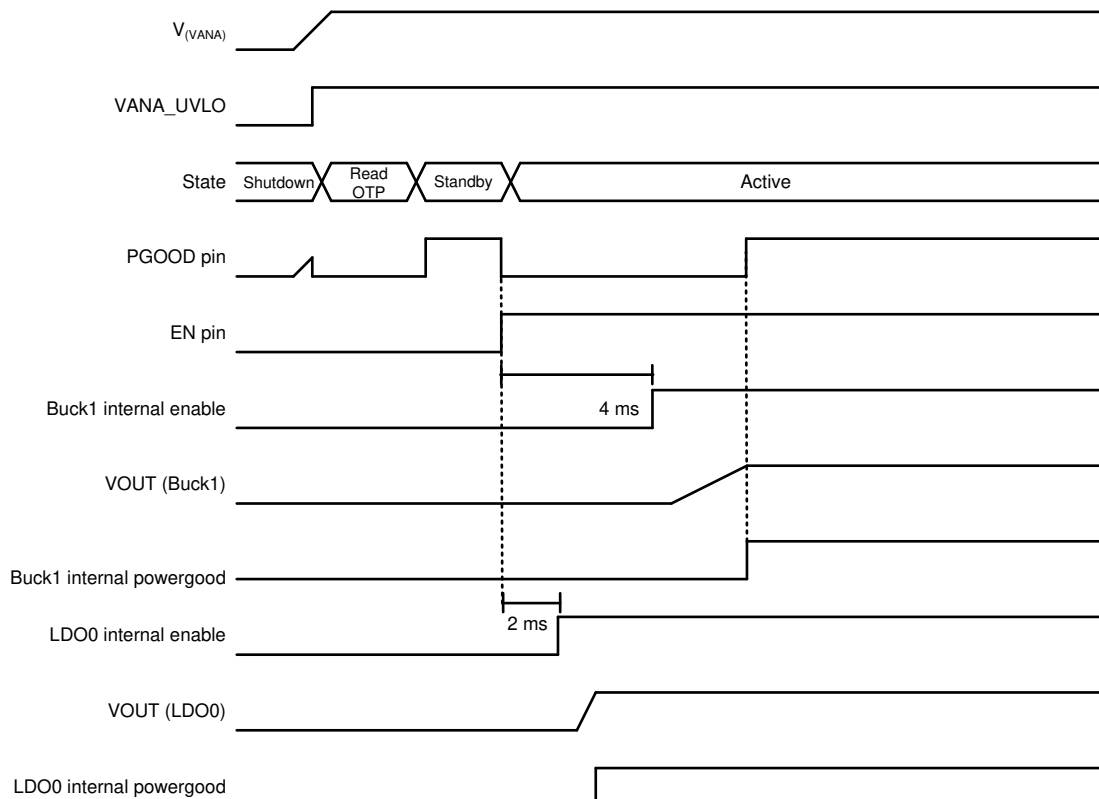 V(VANA)
VANA_UVLO
State
Shutdown
Read
OTP
Standby
Active
PGOOD pin
EN pin
Buck1 internal enable
4 ms
VOUT (Buck1)
Buck1 internal powergood
2 ms
LDO0 internal enable
VOUT (LDO0)
LDO0 internal powergood